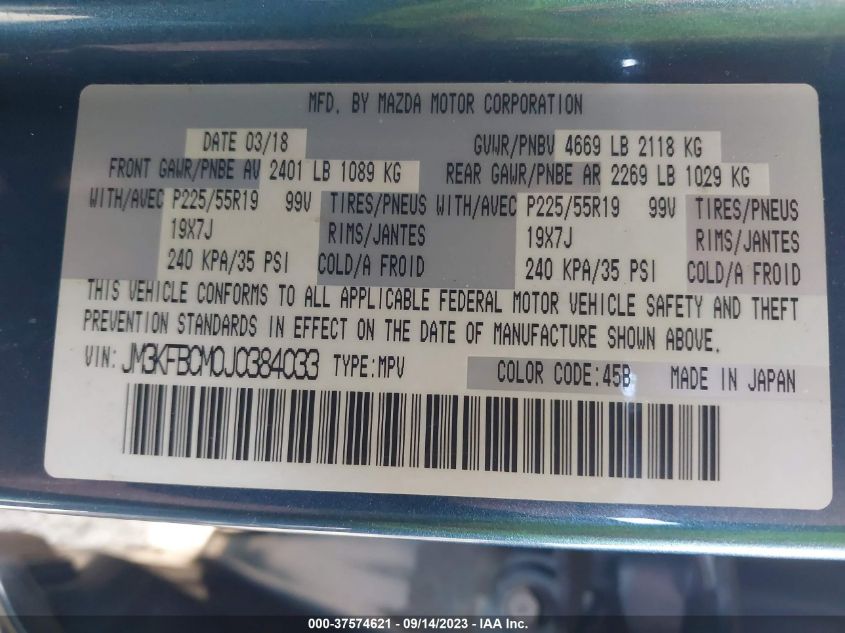 MFD. BY MAZDA MOTOR CORPORATION
DATE 03/18 GVWR/PNBV 4669 LB 2118 KG
FRONT GAWR/PNBE AV 2401 LB 1089 KG REAR GAWR/PNBE AR 2269 LB 1029 KG
WITH/AVEC P225/55R19 99V TIRES/PNEUS WITH/AVEC P225/55R19 99V TIRES/PNEUS
19X7J RIMS/JANTES 19X7J RIMS/JANTES
240 KPA/35 PSI COLD/A FROID 240 KPA/35 PSI COLD/A FROID
THIS VEHICLE CONFORMS TO ALL APPLICABLE FEDERAL MOTOR VEHICLE SAFETY AND THEFT
PREVENTION STANDARDS IN EFFECT ON THE DATE OF MANUFACTURE SHOWN ABOVE.
VIN: JM3KFBCM0J0384033 TYPE:MPV COLOR CODE:45B MADE IN JAPAN
000-37574621 - 09/14/2023 - IAA Inc.